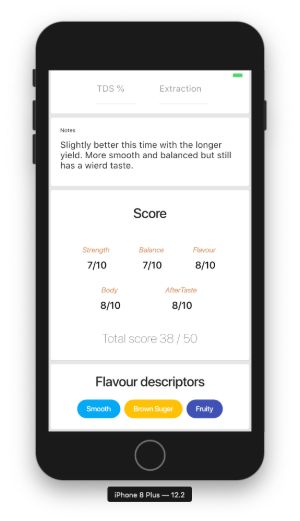 TDS % Extraction
Notes
Slightly better this time with the longer
yield. More smooth and balanced but still
has a wierd taste.
Score
Strength Balance Flavour
7/10 7/10 8/10
Body AfterTaste
8/10 8/10
Total score 38 / 50
Flavour descriptors
Smooth Brown Suger Fruity
iPhone 8 Plus — 12.2